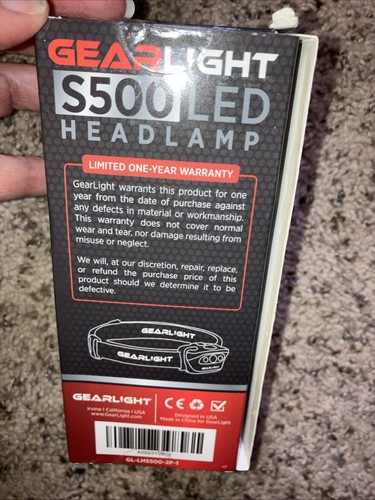 GEARLIGHT
S500 LED
HEADLAMP
LIMITED ONE-YEAR WARRANTY
GearLight warrants this product for one
year from the date of purchase against
any defects in material or workmanship.
This warranty does not cover normal
wear and tear, nor damage resulting from
misuse or neglect.
We will, at our discretion, repair, replace,
or refund the purchase price of this
product should we determine it to be
defective.
GEARLIGHT
GEARLIGHT
GEARLIGHT
Irvine | California | USA
www.GearLight.com
CE
Designed in USA
Made in China for GearLight
GL-LHS500-2P-1